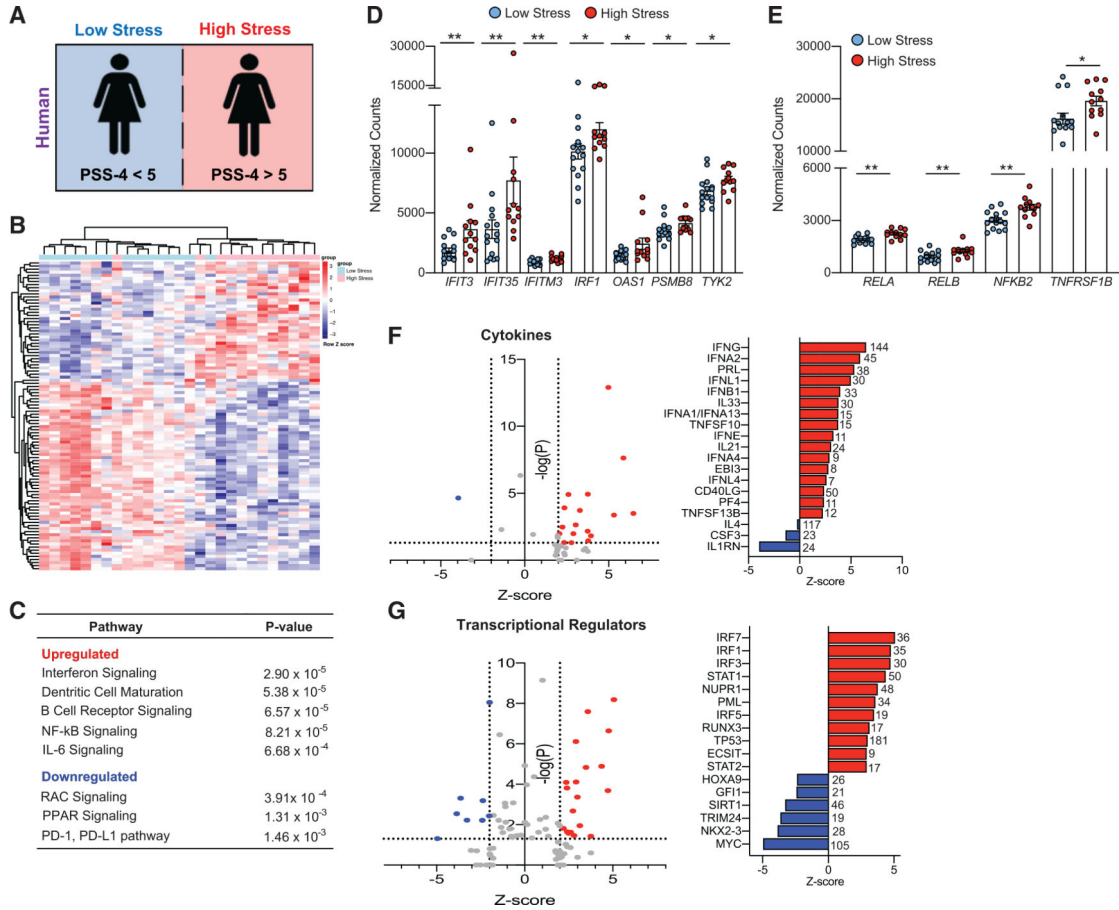 A
Low Stress
High Stress
Human
PSS-4 < 5
PSS-4 > 5
B
group
3
2
1
0
−1
−2
−3
group
Low Stress
High Stress
Row Z score
C
Pathway P-value
Upregulated
Interferon Signaling 2.90 x 10-5
Dentritic Cell Maturation 5.38 x 10-5
B Cell Receptor Signaling 6.57 x 10-5
NF-kB Signaling 8.21 x 10-5
IL-6 Signaling 6.68 x 10-4
Downregulated
RAC Signaling 3.91x 10-4
PPAR Signaling 1.31 x 10-3
PD-1, PD-L1 pathway 1.46 x 10-3
D
Low Stress High Stress
Normalized Counts
30000
15000
10000
5000
0
** ** ** * * * *
IFIT3 IFIT35 IFITM3 IRF1 OAS1 PSMB8 TYK2
E
Low Stress
High Stress
Normalized Counts
30000
20000
10000
6000
3000
0
** ** ** *
RELA RELB NFKB2 TNFRSF1B
F
Cytokines
15
10
5
-log(P)
-5 0 5
Z-score
IFNG 144
IFNA2 45
PRL 38
IFNL1 30
IFNB1 33
IL33 30
IFNA1/IFNA13 15
TNFSF10 15
IFNE 11
IL21 24
IFNA4 9
EBI3 8
IFNL4 7
CD40LG 50
PF4 11
TNFSF13B 12
IL4 117
CSF3 23
IL1RN 24
-5 0 5 10
Z-score
G
Transcriptional Regulators
10
8
6
4
2
-log(P)
-5 0 5
Z-score
IRF7 36
IRF1 35
IRF3 30
STAT1 50
NUPR1 48
PML 34
IRF5 19
RUNX3 17
TP53 181
ECSIT 9
STAT2 17
HOXA9 26
GFI1 21
SIRT1 46
TRIM24 19
NKX2-3 28
MYC 105
-5 0 5
Z-score